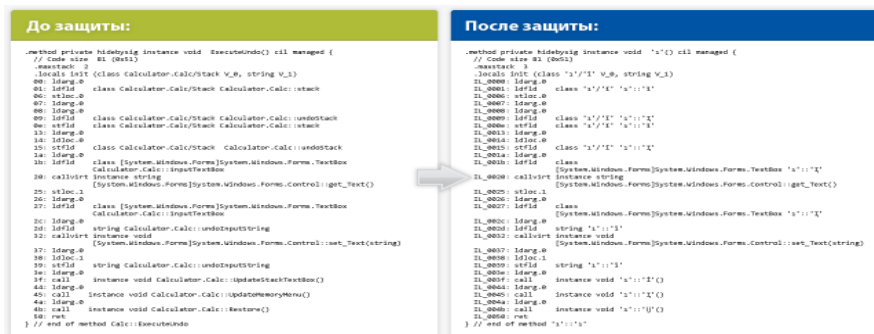 До защиты:
.method private hidebysig instance void ExecuteUndo() cil managed {
// Code size 81 (0x51)
.maxstack 2
.locals init (class Calculator.Calc/Stack V_0, string V_1)
00: ldarg.0
01: ldfld class Calculator.Calc/Stack Calculator.Calc::stack
06: stloc.0
07: ldarg.0
08: ldarg.0
09: ldfld class Calculator.Calc/Stack Calculator.Calc::undoStack
0e: stfld class Calculator.Calc/Stack Calculator.Calc::stack
13: ldarg.0
14: ldloc.0
15: stfld class Calculator.Calc/Stack Calculator.Calc::undoStack
1a: ldarg.0
1b: ldfld class [System.Windows.Forms]System.Windows.Forms.TextBox
Calculator.Calc::inputTextBox
20: callvirt instance string
[System.Windows.Forms]System.Windows.Forms.Control::get_Text()
25: stloc.1
26: ldarg.0
27: ldfld class [System.Windows.Forms]System.Windows.Forms.TextBox
Calculator.Calc::inputTextBox
2c: ldarg.0
2d: ldfld string Calculator.Calc::undoInputString
32: callvirt instance void
[System.Windows.Forms]System.Windows.Forms.Control::set_Text(string)
37: ldarg.0
38: ldloc.1
39: stfld string Calculator.Calc::undoInputString
3e: ldarg.0
3f: call instance void Calculator.Calc::UpdateStackTextBox()
44: ldarg.0
45: call instance void Calculator.Calc::UpdateMemoryMenu()
4a: ldarg.0
4b: call instance void Calculator.Calc::Restore()
50: ret
} // end of method Calc::ExecuteUndo
После защиты:
.method private hidebysig instance void cil managed {
// Code size 81 (0x51)
.maxstack 3
.locals init (class V_0, string V_1)
IL_0000: ldarg.0
IL_0001: ldfld class
IL_0006: stloc.0
IL_0007: ldarg.0
IL_0008: ldarg.0
IL_0009: ldfld class
IL_000e: stfld class
IL_0013: ldarg.0
IL_0014: ldloc.0
IL_0015: stfld class
IL_001a: ldarg.0
IL_001b: ldfld class
[System.Windows.Forms]System.Windows.Forms.TextBox
IL_0020: callvirt instance string
[System.Windows.Forms]System.Windows.Forms.Control::get_Text()
IL_0025: stloc.1
IL_0026: ldarg.0
IL_0027: ldfld class
[System.Windows.Forms]System.Windows.Forms.TextBox
IL_002c: ldarg.0
IL_002d: ldfld string
IL_0032: callvirt instance void
[System.Windows.Forms]System.Windows.Forms.Control::set_Text(string)
IL_0037: ldarg.0
IL_0038: ldloc.1
IL_0039: stfld string
IL_003e: ldarg.0
IL_003f: call instance void
IL_0044: ldarg.0
IL_0045: call instance void
IL_004a: ldarg.0
IL_004b: call instance void
IL_0050: ret
} // end of method